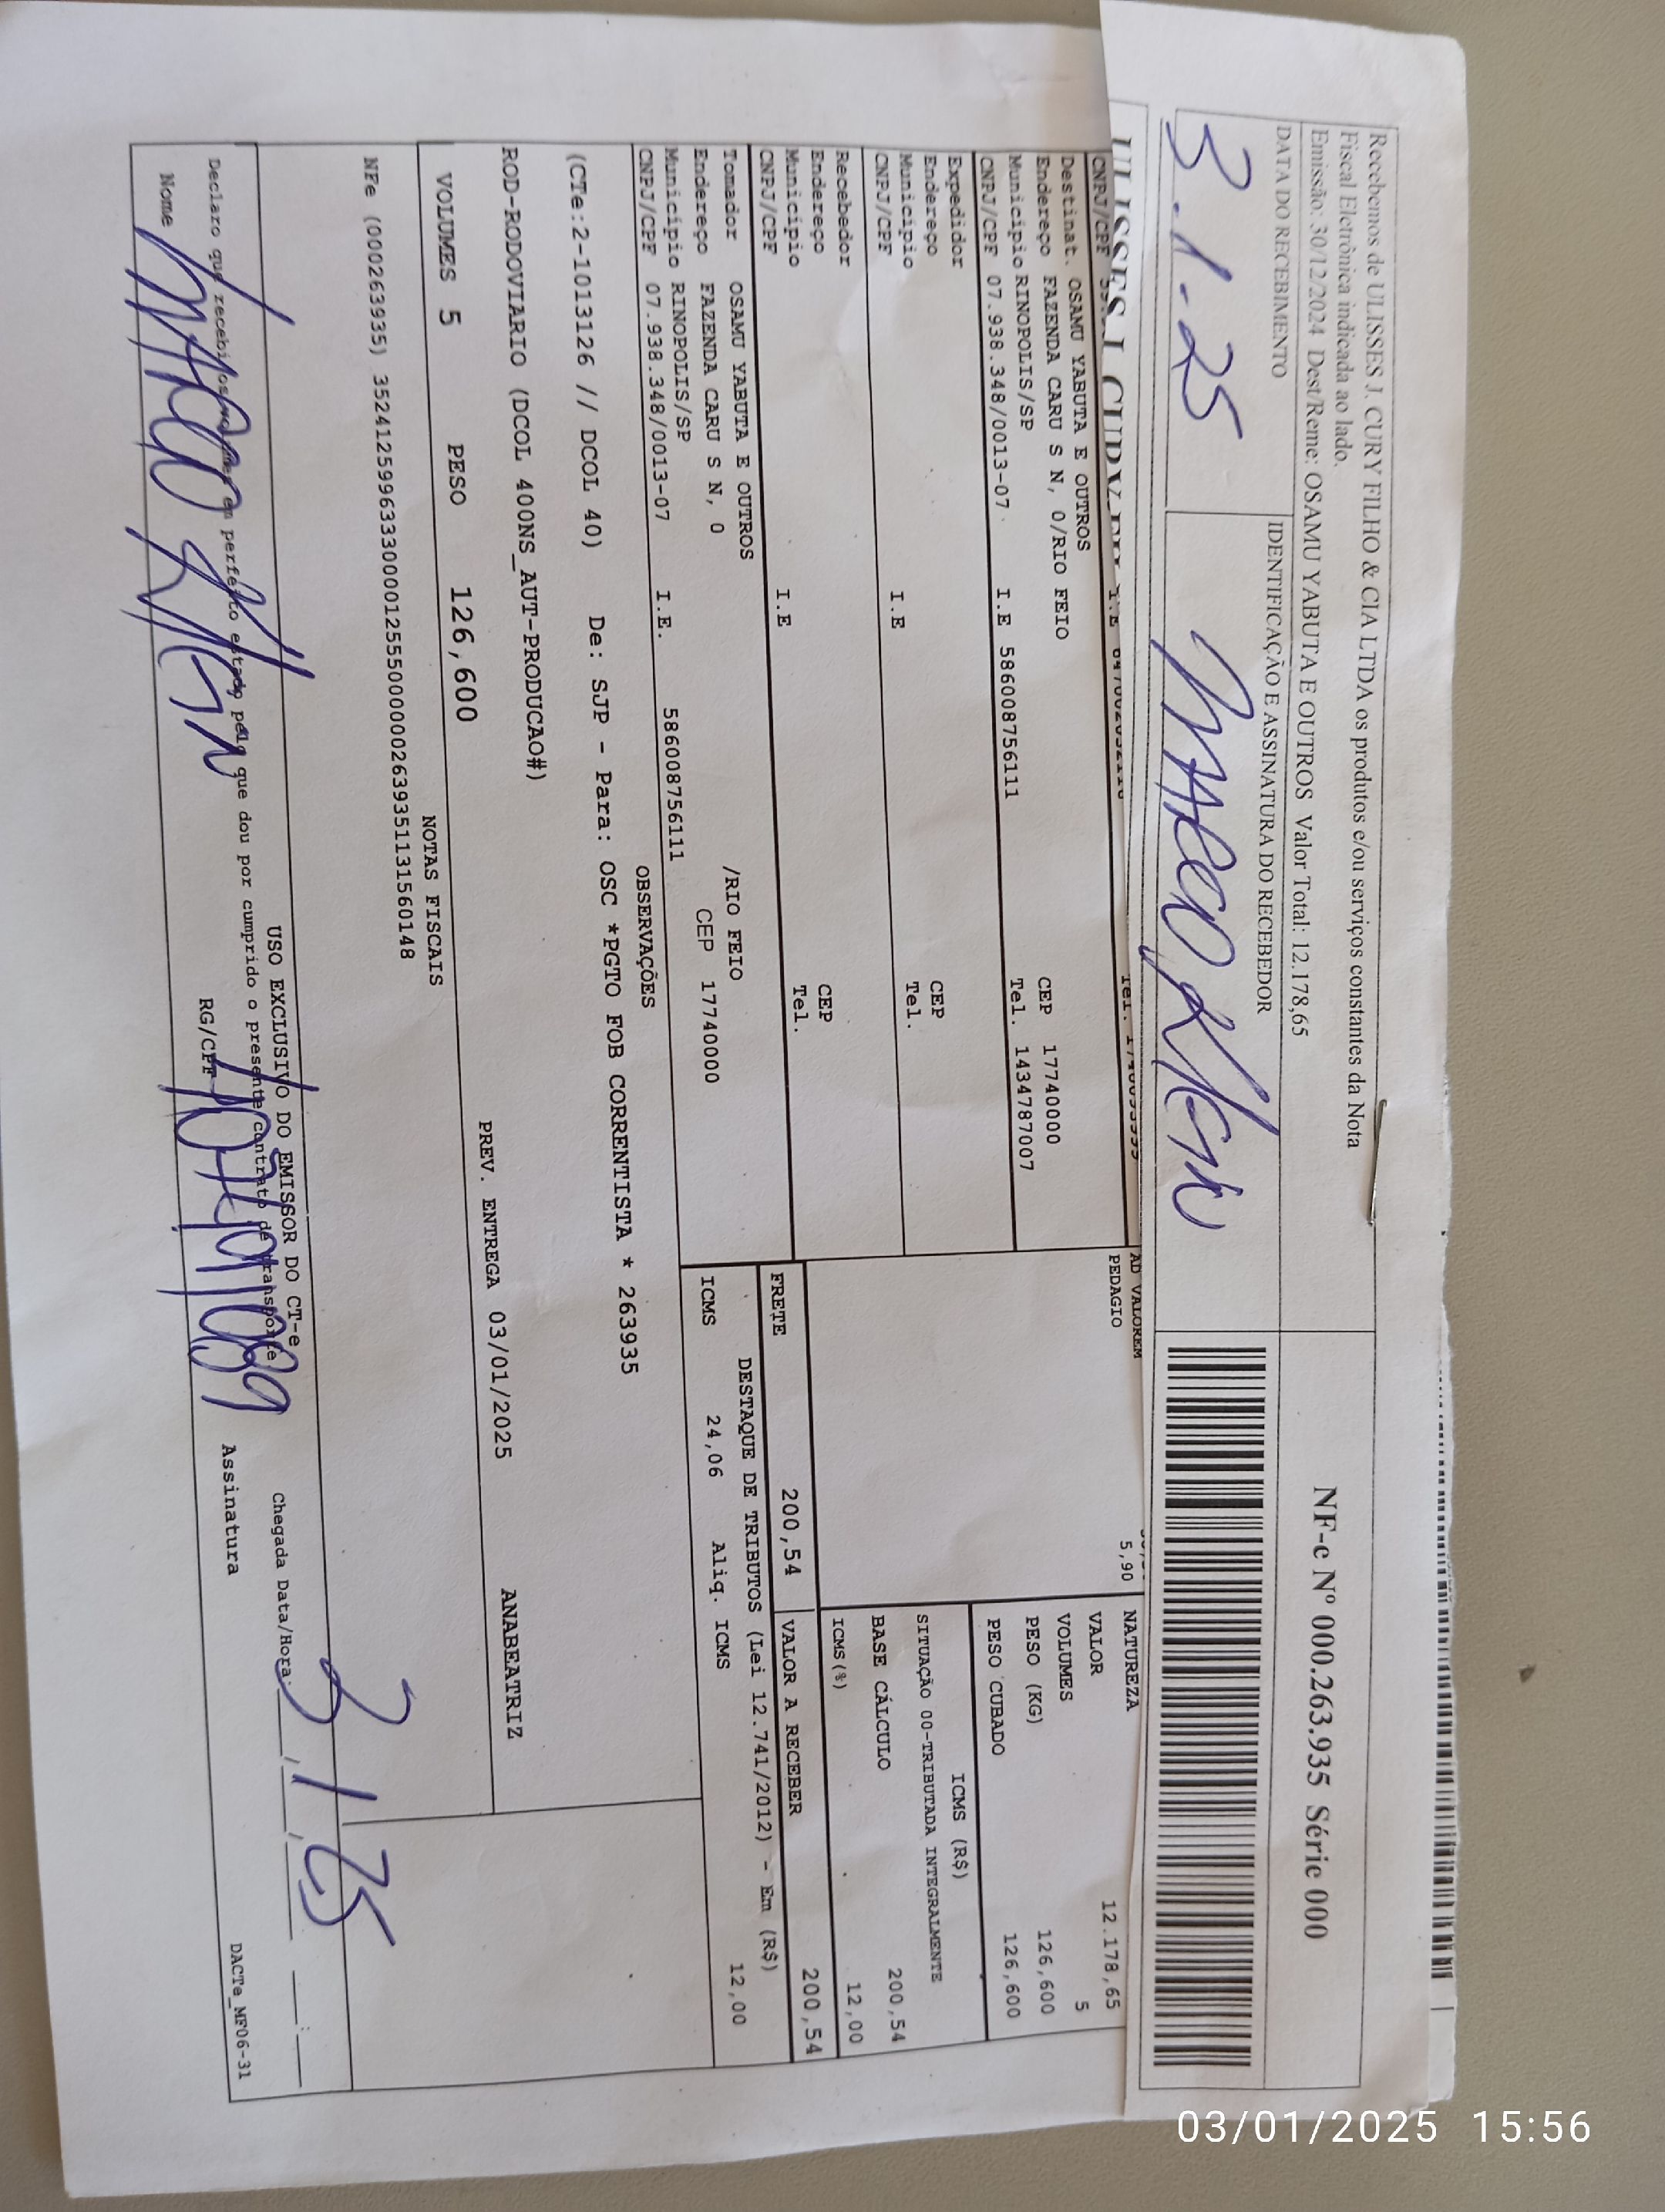 Recebemos de ULISSES J. CURY FILHO & CIA LTDA os produtos e/ou serviços constantes da Nota
Fiscal Eletrônica indicada ao lado.
Emissão: 30/12/2024 Dest/Reme: OSAMU YABUTA E OUTROS Valor Total: 12.178,65
DATA DO RECEBIMENTO
IDENTIFICAÇÃO E ASSINATURA DO RECEBEDOR
3-1-25
NF-e Nº 000.263.935 Série 000
ULISSES J. CURY
CNPJ/CPF
AD VALOREM
PEDAGIO 5,90
Destinat. OSAMU YABUTA E OUTROS
Endereço FAZENDA CARU S N, 0/RIO FEIO CEP 17740000
Município RINOPOLIS/SP Tel. 1434787007
CNPJ/CPF 07.938.348/0013-07 I.E 586008756111
NATUREZA
VALOR 12.178,65
VOLUMES 5
PESO (KG) 126,600
PESO CUBADO 126,600
Expedidor
Endereço CEP
Município Tel.
CNPJ/CPF I.E
ICMS (R$)
SITUAÇÃO 00-TRIBUTADA INTEGRALMENTE
BASE CÁLCULO 200,54
ICMS(%) 12,00
Recebedor
Endereço CEP
Município Tel.
CNPJ/CPF I.E
FRETE 200,54 VALOR A RECEBER 200,54
Tomador OSAMU YABUTA E OUTROS /RIO FEIO
Endereço FAZENDA CARU S N, 0 CEP 17740000
Município RINOPOLIS/SP
CNPJ/CPF 07.938.348/0013-07 I.E. 586008756111
DESTAQUE DE TRIBUTOS (Lei 12.741/2012) - Em (R$)
ICMS 24,06 Aliq. ICMS 12,00
OBSERVAÇÕES
(CTe:2-1013126 // DCOL 40) De: SJP - Para: OSC *PGTO FOB CORRENTISTA * 263935
ROD-RODOVIARIO (DCOL 400NS_AUT-PRODUCAO#)
VOLUMES 5 PESO 126,600 PREV. ENTREGA 03/01/2025 ANABEATRIZ
NOTAS FISCAIS
NFe (000263935) 35241259963330000125550000002639351131560148
USO EXCLUSIVO DO EMISSOR DO CT-e
Declaro que recebi os volumes em perfeito estado pelo que dou por cumprido o presente contrato de transporte
Chegada Data/Hora 3 / 1 / 25 :
Nome RG/CPF Assinatura
DACTe_MF06-31
03/01/2025 15:56